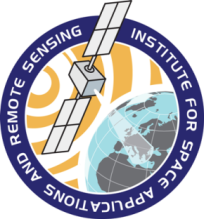 INSTITUTE FOR SPACE APPLICATIONS AND REMOTE SENSING